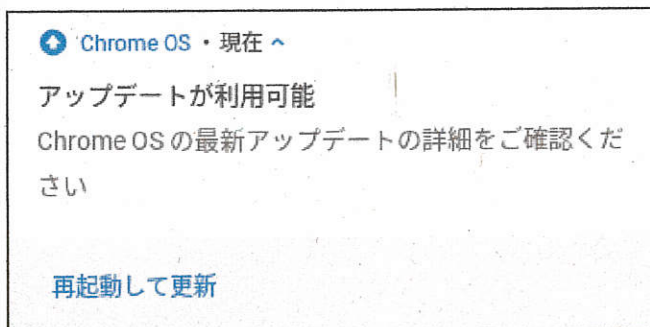 Chrome OS・現在
アップデートが利用可能
Chrome OS の最新アップデートの詳細をご確認くだ
さい
再起動して更新